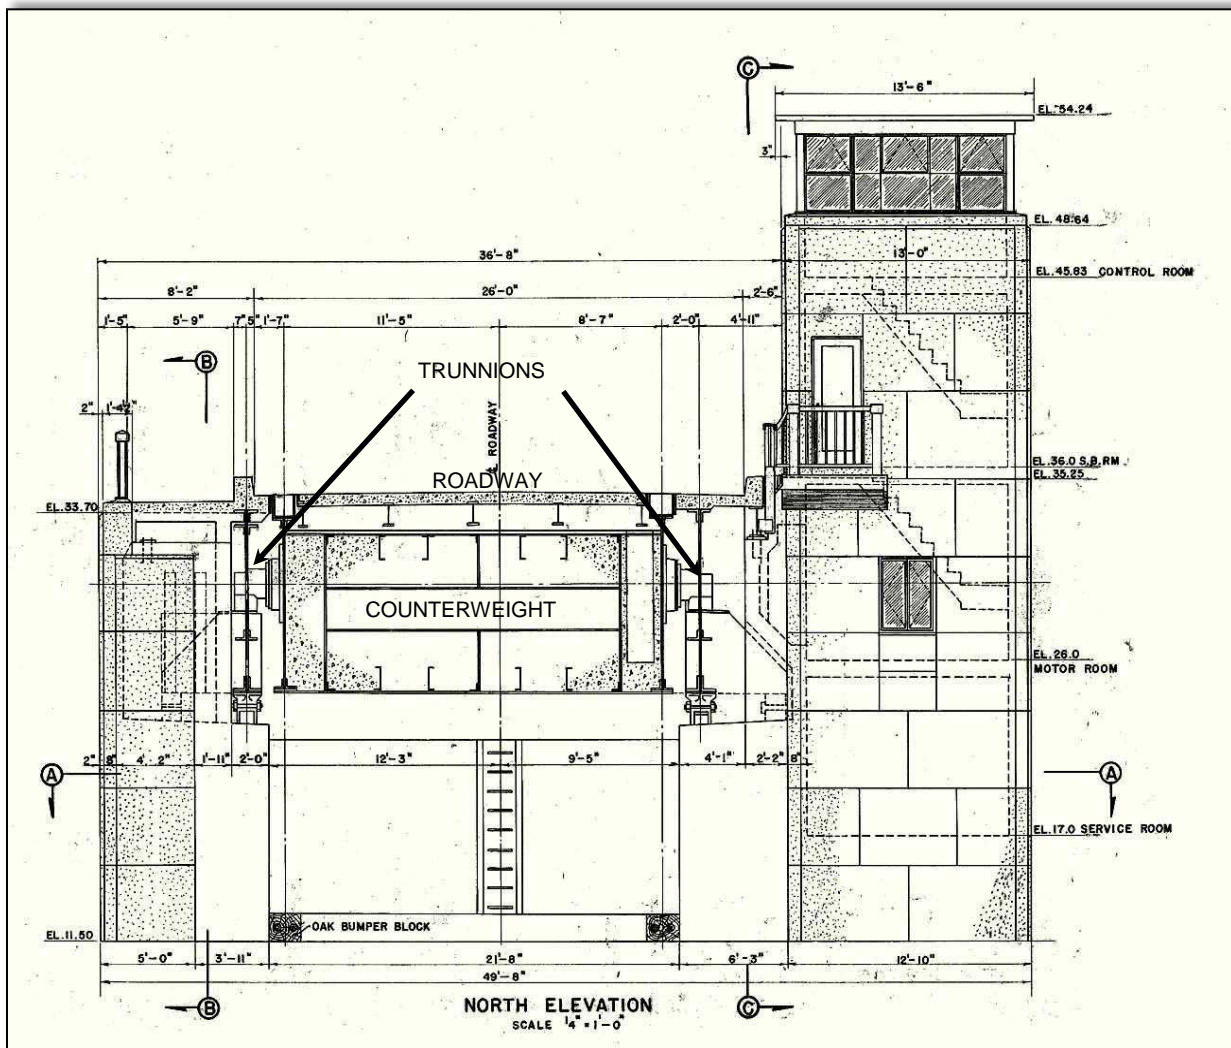 C
13'-6"
EL. 54.24
3"
EL. 48.64
36'-8"
13'-0"
EL. 45.83 CONTROL ROOM
8'-2"
26'-0"
2'-6"
1'-5"
5'-9"
7"
5"
1'-7"
11'-5"
8'-7"
2'-0"
4'-11"
B
TRUNNIONS
2"
1'-4½"
℄ ROADWAY
EL. 36.0 S.B. RM
ROADWAY
EL. 35.25
EL. 33.70
COUNTERWEIGHT
EL. 26.0
MOTOR ROOM
2"
8"
4'
2"
1'-11"
2'-0"
12'-3"
9'-5"
4'-1"
2'-2"
8"
A
A
EL. 17.0 SERVICE ROOM
OAK BUMPER BLOCK
EL. 11.50
5'-0"
3'-11"
21'-8"
6'-3"
12'-10"
49'-8"
B
NORTH ELEVATION
C
SCALE ¼" = 1'-0"